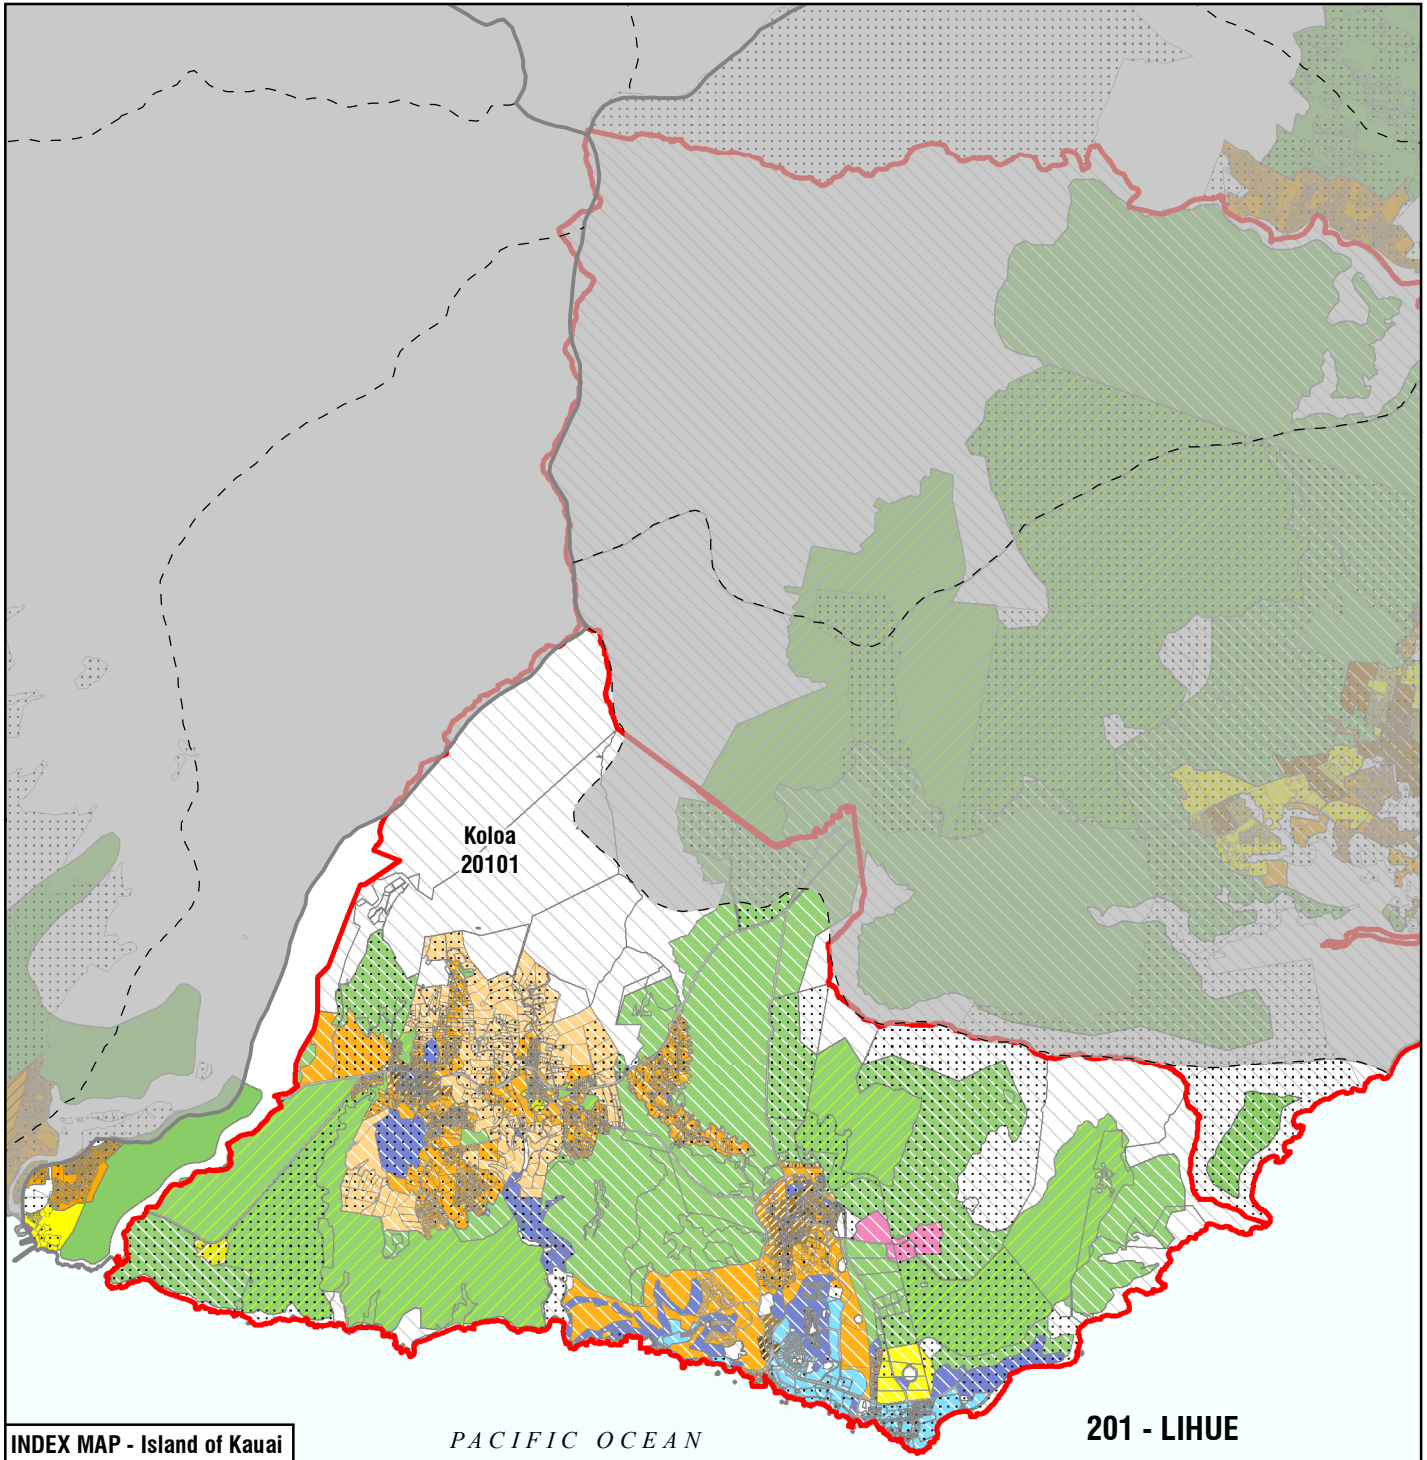 Koloa
20101
INDEX MAP - Island of Kauai
PACIFIC OCEAN
201 - LIHUE